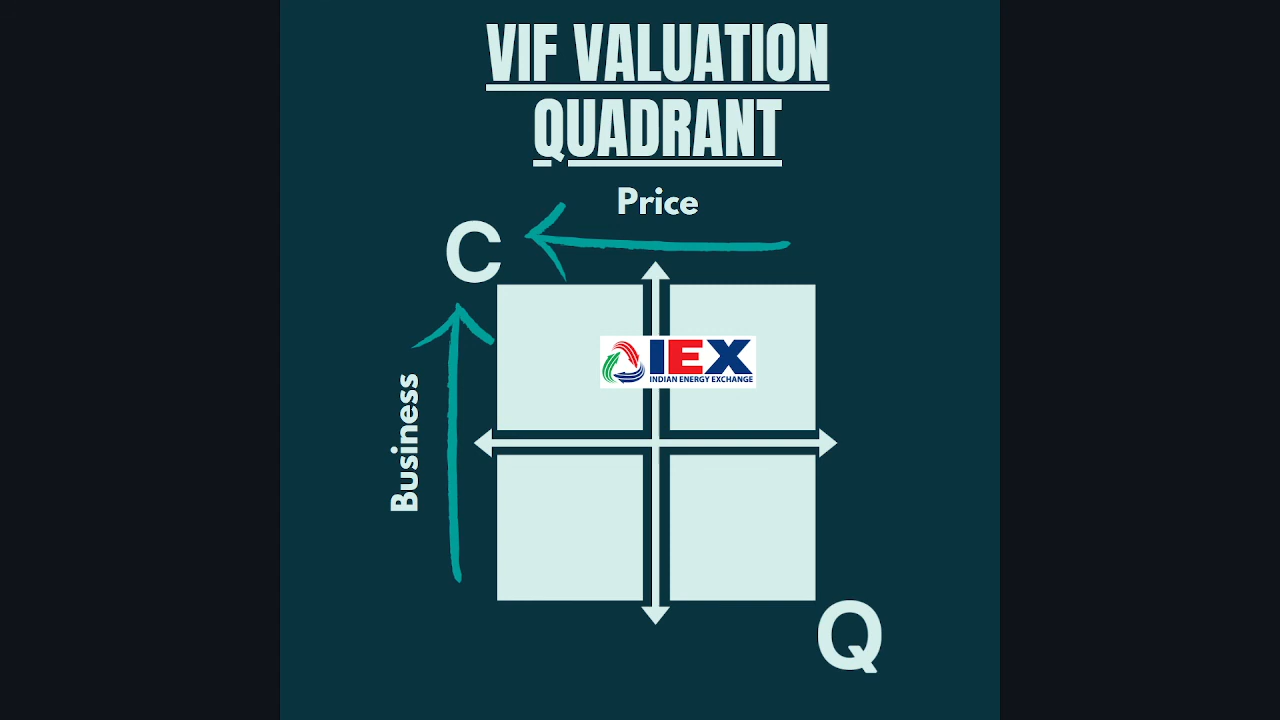 VIF VALUATION
QUADRANT
Price
C
Business
IEX
INDIAN ENERGY EXCHANGE
Q